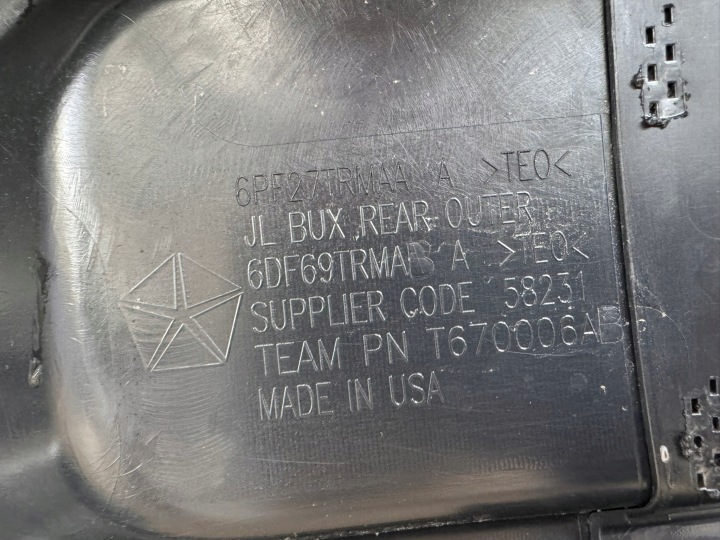 6PF27TRMAA A >TEO<
JL BUX REAR OUTER
6DF69TRMAB A >TEO<
SUPPLIER CODE 58231
TEAM PN T670006AB
MADE IN USA